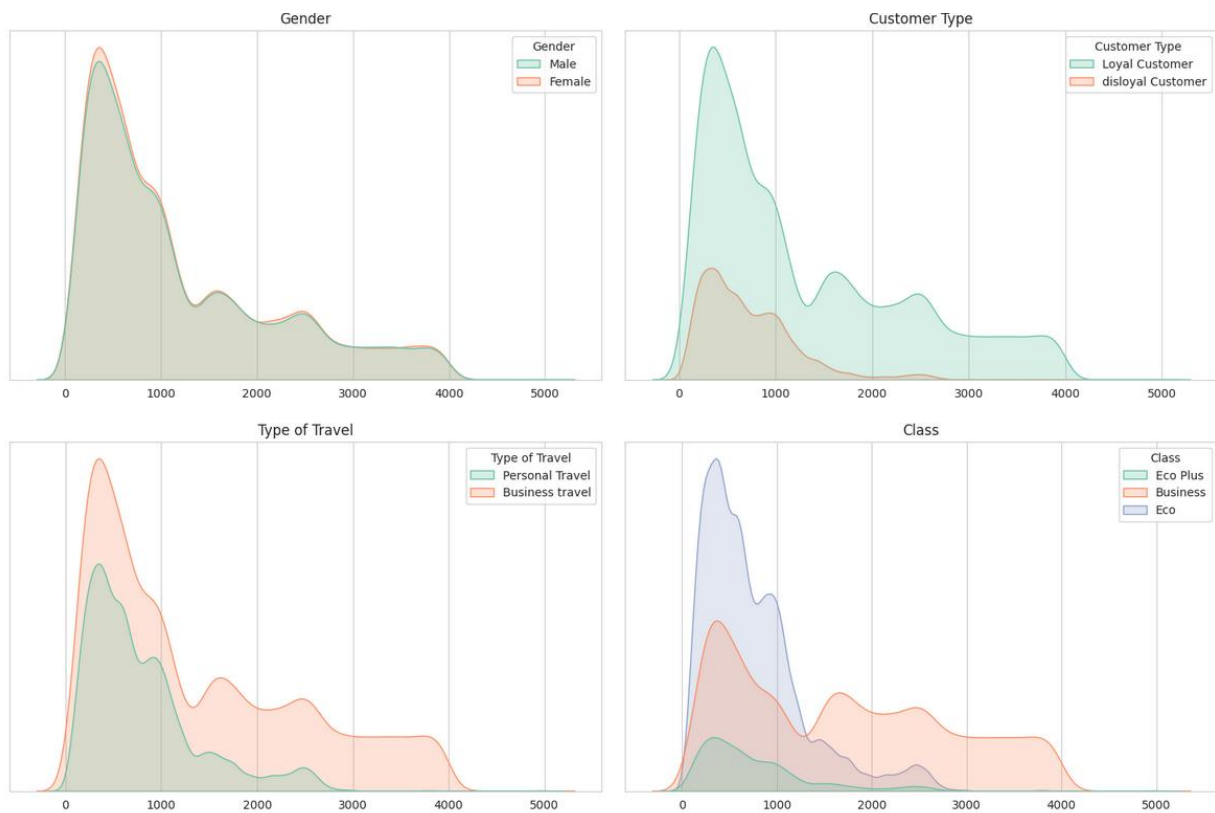 Gender
Gender
Male
Female
0 1000 2000 3000 4000 5000
Customer Type
Customer Type
Loyal Customer
disloyal Customer
0 1000 2000 3000 4000 5000
Type of Travel
Type of Travel
Personal Travel
Business travel
0 1000 2000 3000 4000 5000
Class
Class
Eco Plus
Business
Eco
0 1000 2000 3000 4000 5000